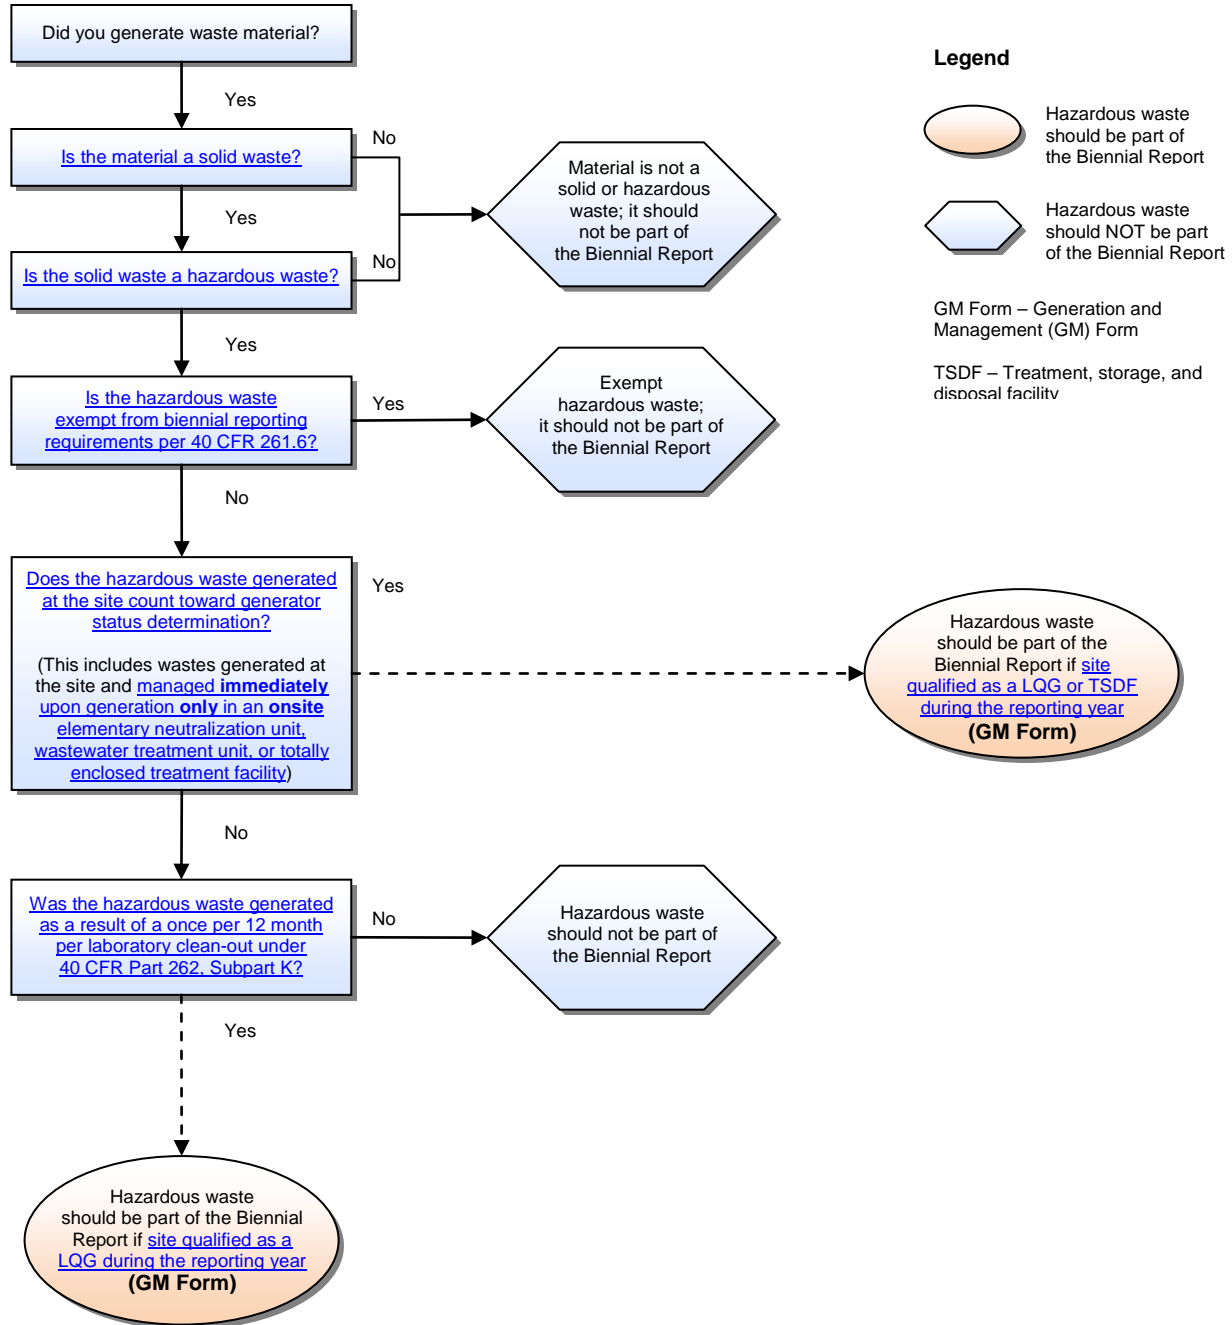 Did you generate waste material?
Yes
Is the material a solid waste?
No
Material is not a
solid or hazardous
waste; it should
not be part of
the Biennial Report
Yes
Is the solid waste a hazardous waste?
No
Yes
Is the hazardous waste
exempt from biennial reporting
requirements per 40 CFR 261.6?
Yes
Exempt
hazardous waste;
it should not be part of
the Biennial Report
No
Does the hazardous waste generated
at the site count toward generator
status determination?
(This includes wastes generated at
the site and managed immediately
upon generation only in an onsite
elementary neutralization unit,
wastewater treatment unit, or totally
enclosed treatment facility)
Yes
Hazardous waste
should be part of the
Biennial Report if site
qualified as a LQG or TSDF
during the reporting year
(GM Form)
No
Was the hazardous waste generated
as a result of a once per 12 month
per laboratory clean-out under
40 CFR Part 262, Subpart K?
No
Hazardous waste
should not be part of
the Biennial Report
Yes
Hazardous waste
should be part of the Biennial
Report if site qualified as a
LQG during the reporting year
(GM Form)
Legend
Hazardous waste
should be part of
the Biennial Report
Hazardous waste
should NOT be part
of the Biennial Report
GM Form – Generation and
Management (GM) Form
TSDF – Treatment, storage, and
disposal facility